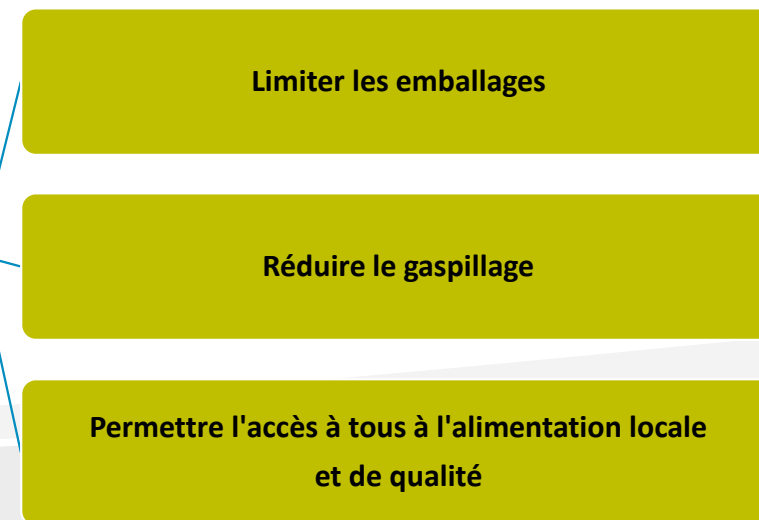 Limiter les emballages
Réduire le gaspillage
Permettre l'accès à tous à l'alimentation locale
et de qualité